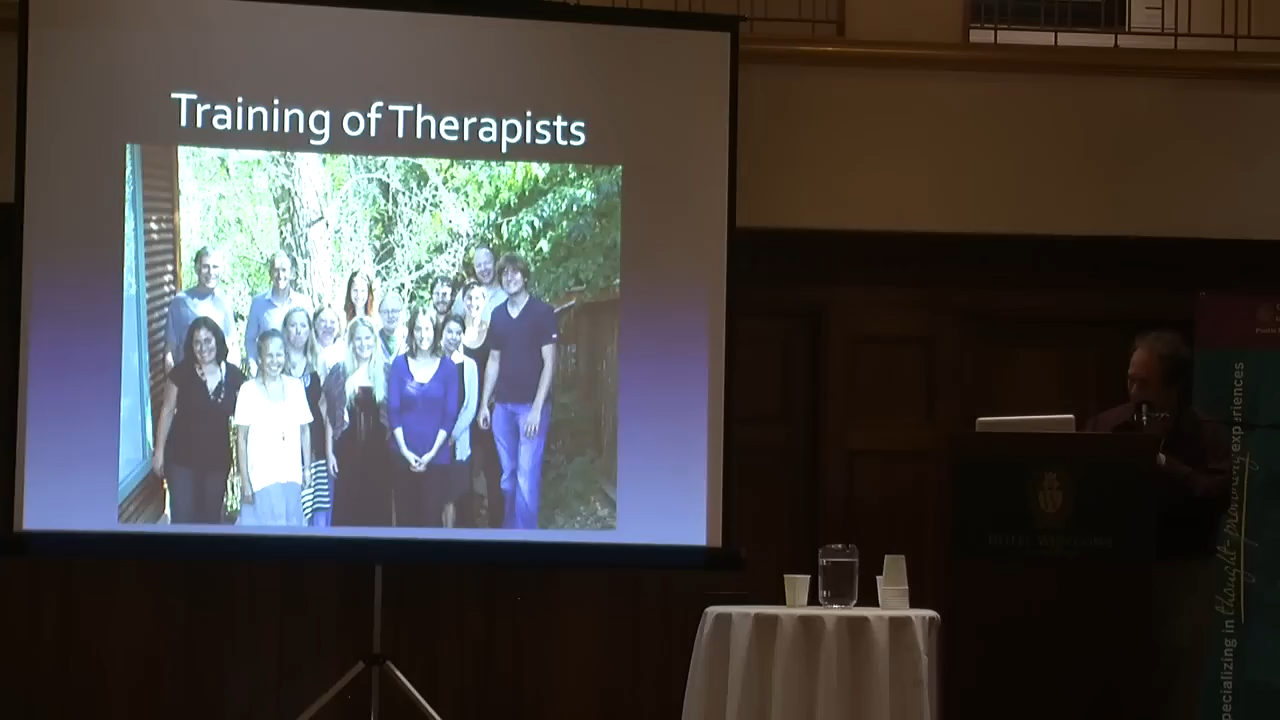 Training of Therapists
specializing in thought-provoking experiences